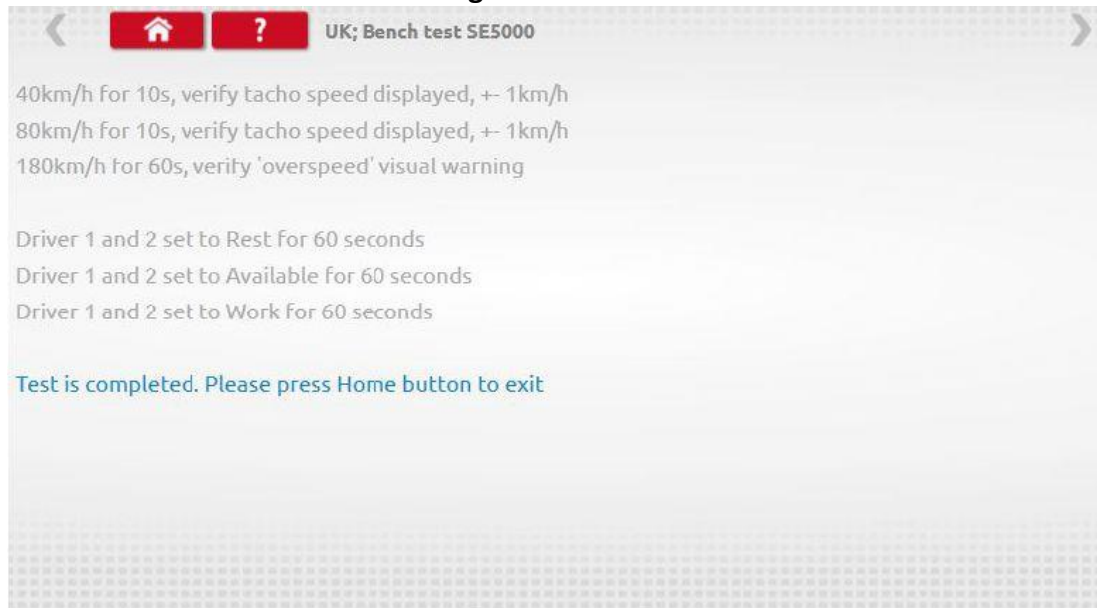 ? UK; Bench test SE5000
40km/h for 10s, verify tacho speed displayed, +- 1km/h
80km/h for 10s, verify tacho speed displayed, +- 1km/h
180km/h for 60s, verify 'overspeed' visual warning
Driver 1 and 2 set to Rest for 60 seconds
Driver 1 and 2 set to Available for 60 seconds
Driver 1 and 2 set to Work for 60 seconds
Test is completed. Please press Home button to exit